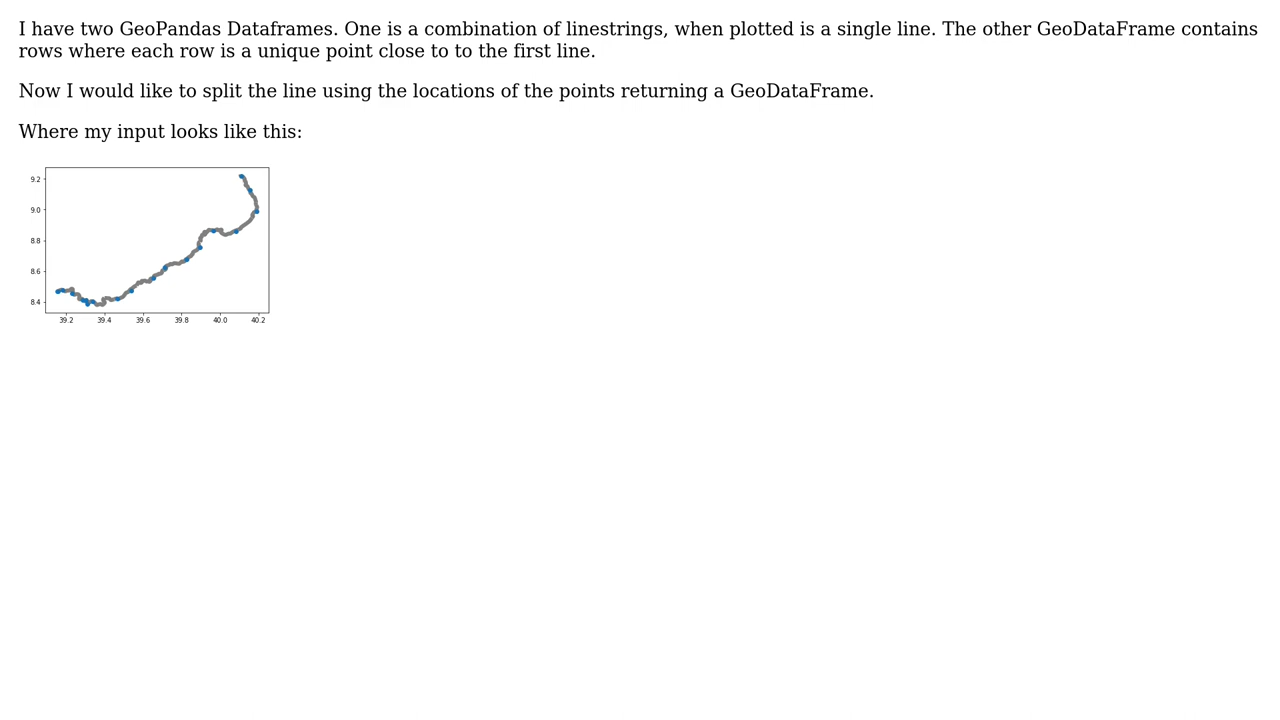 I have two GeoPandas Dataframes. One is a combination of linestrings, when plotted is a single line. The other GeoDataFrame contains
rows where each row is a unique point close to to the first line.
Now I would like to split the line using the locations of the points returning a GeoDataFrame.
Where my input looks like this:
9.2
9.0
8.8
8.6
8.4
39.2 39.4 39.6 39.8 40.0 40.2